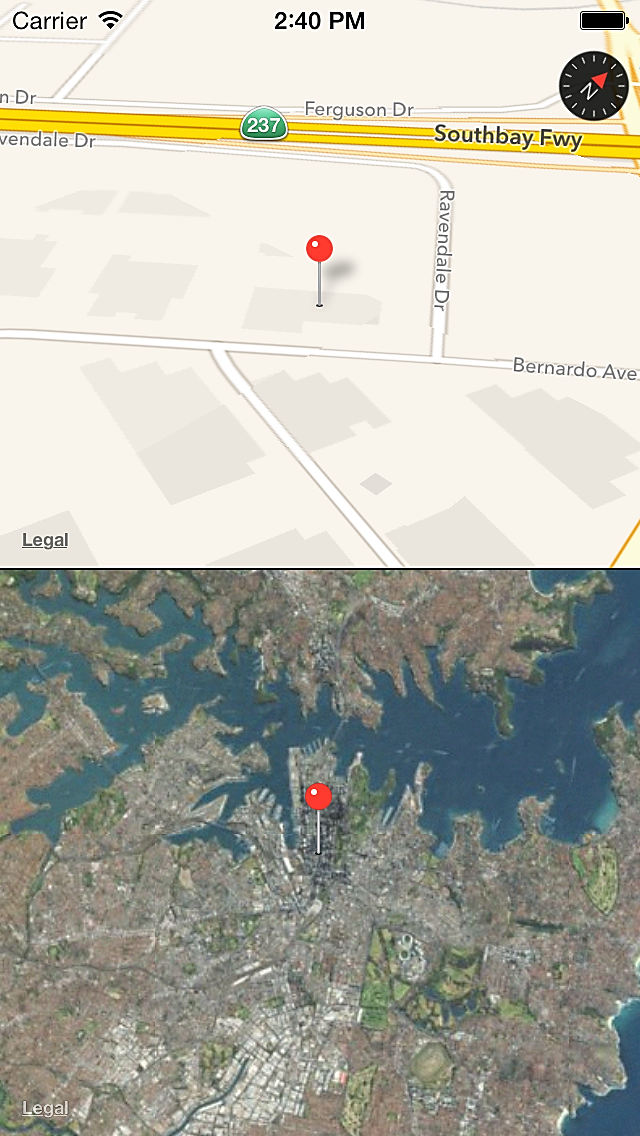 Carrier 2:40 PM
N
n Dr
Ferguson Dr
237
Southbay Fwy
vendale Dr
Ravendale Dr
Bernardo Ave
Legal
Legal